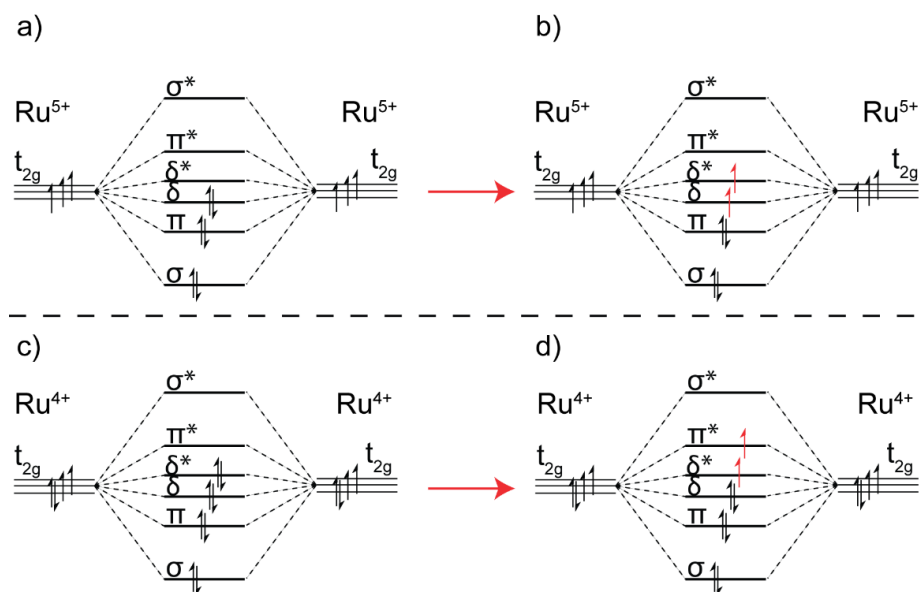 a)
b)
σ*
σ*
Ru⁵⁺
Ru⁵⁺
Ru⁵⁺
Ru⁵⁺
π*
π*
t₂g
t₂g
t₂g
t₂g
δ*
δ*
δ
δ
π
π
σ
σ
c)
d)
σ*
σ*
Ru⁴⁺
Ru⁴⁺
Ru⁴⁺
Ru⁴⁺
π*
π*
t₂g
t₂g
t₂g
t₂g
δ*
δ*
δ
δ
π
π
σ
σ